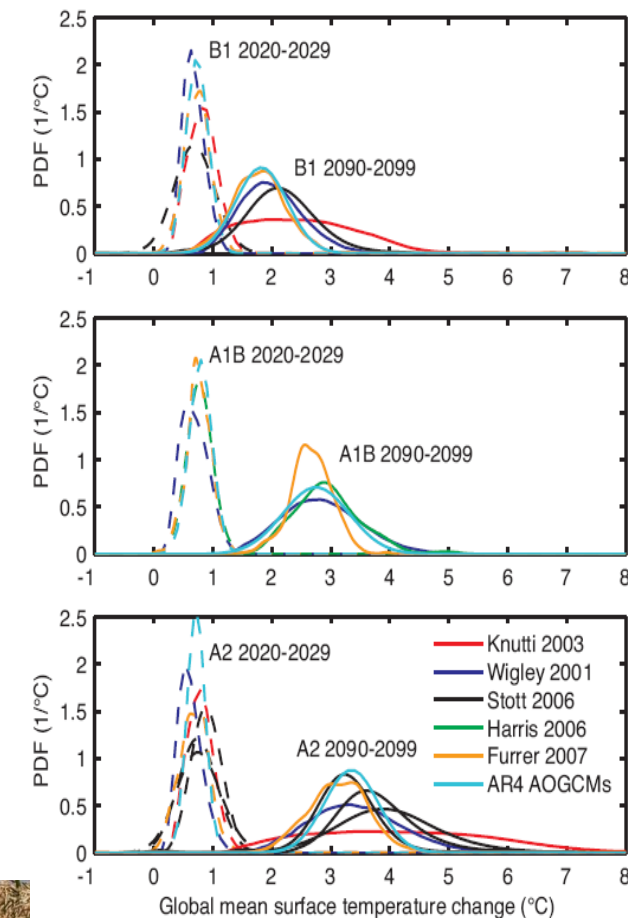 2.5
2
1.5
1
0.5
0
PDF (1/°C)
B1 2020-2029
B1 2090-2099
-1 0 1 2 3 4 5 6 7 8
2.5
2
1.5
1
0.5
0
PDF (1/°C)
A1B 2020-2029
A1B 2090-2099
-1 0 1 2 3 4 5 6 7 8
2.5
2
1.5
1
0.5
0
PDF (1/°C)
A2 2020-2029
A2 2090-2099
Knutti 2003
Wigley 2001
Stott 2006
Harris 2006
Furrer 2007
AR4 AOGCMs
-1 0 1 2 3 4 5 6 7 8
Global mean surface temperature change (°C)